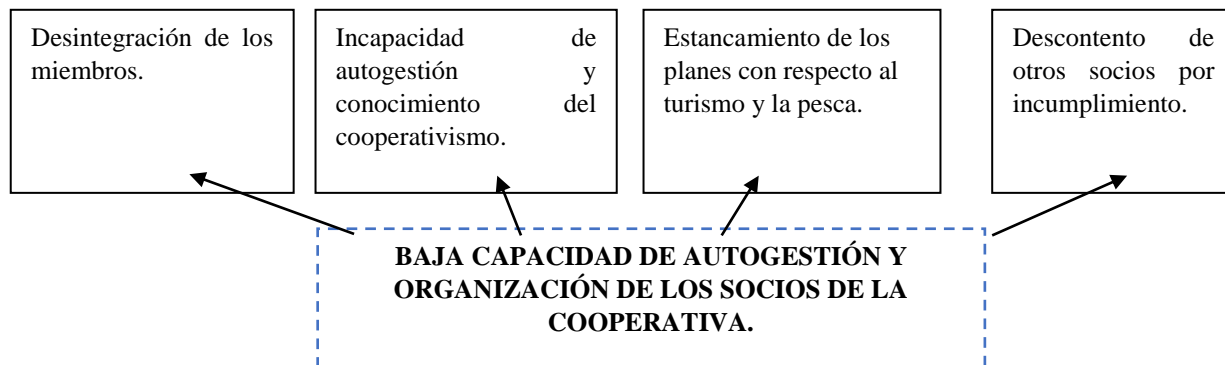 Desintegración de los
miembros.
Incapacidad de
autogestión y
conocimiento del
cooperativismo.
Estancamiento de los
planes con respecto al
turismo y la pesca.
Descontento de
otros socios por
incumplimiento.
BAJA CAPACIDAD DE AUTOGESTIÓN Y
ORGANIZACIÓN DE LOS SOCIOS DE LA
COOPERATIVA.